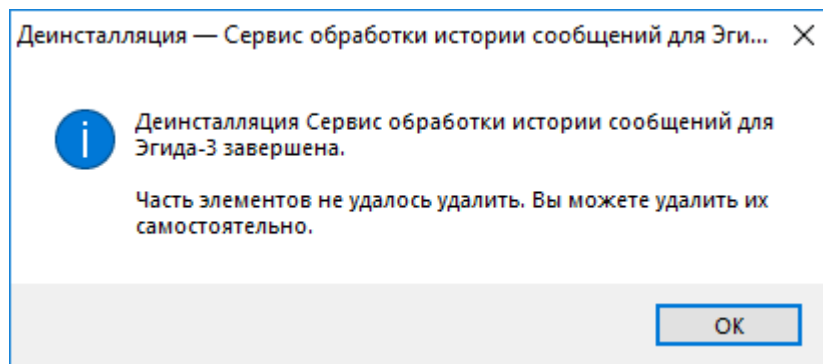 Деинсталляция — Сервис обработки истории сообщений для Эги...
Деинсталляция Сервис обработки истории сообщений для
Эгида-3 завершена.
Часть элементов не удалось удалить. Вы можете удалить их
самостоятельно.
ОК